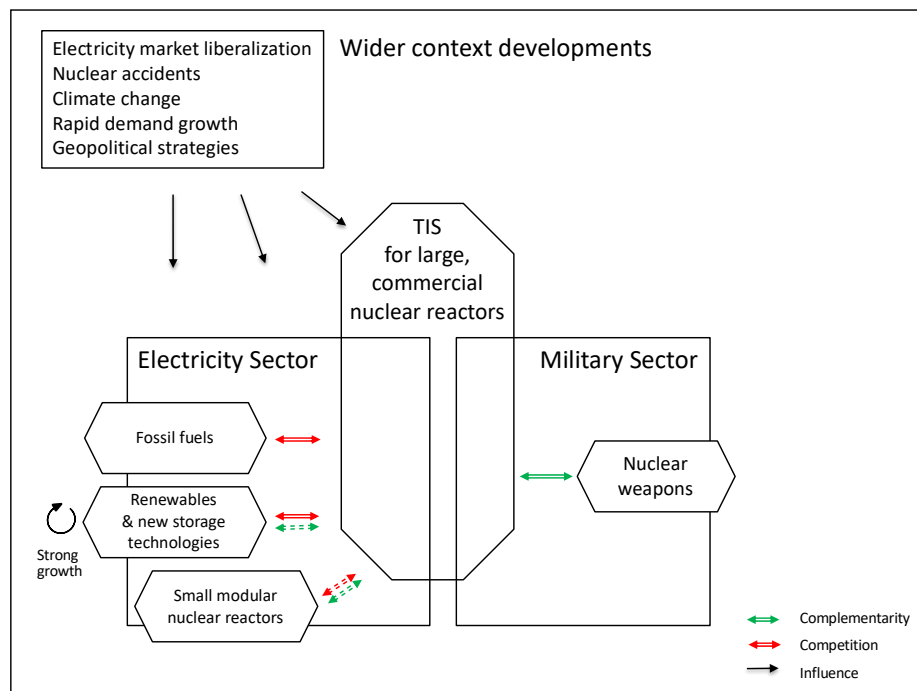 Electricity market liberalization
Nuclear accidents
Climate change
Rapid demand growth
Geopolitical strategies
Wider context developments
TIS
for large,
commercial
nuclear reactors
Electricity Sector
Military Sector
Fossil fuels
Nuclear
weapons
Renewables
& new storage
technologies
Strong
growth
Small modular
nuclear reactors
Complementarity
Competition
Influence